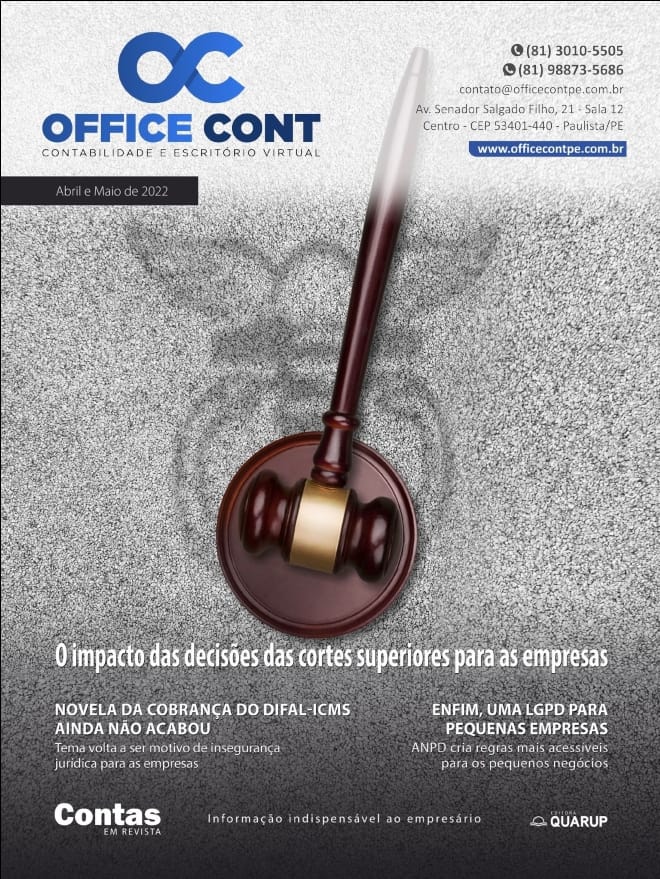 OC
OFFICE CONT
CONTABILIDADE E ESCRITÓRIO VIRTUAL
(81) 3010-5505
(81) 98873-5686
contato@officecontpe.com.br
Av. Senador Salgado Filho, 21 - Sala 12
Centro - CEP 53401-440 - Paulista/PE
www.officecontpe.com.br
Abril e Maio de 2022
O impacto das decisões das cortes superiores para as empresas
NOVELA DA COBRANÇA DO DIFAL-ICMS
AINDA NÃO ACABOU
Tema volta a ser motivo de insegurança
jurídica para as empresas
ENFIM, UMA LGPD PARA
PEQUENAS EMPRESAS
ANPD cria regras mais acessíveis
para os pequenos negócios
Contas
EM REVISTA
Informação indispensável ao empresário
EDITORA
QUARUP